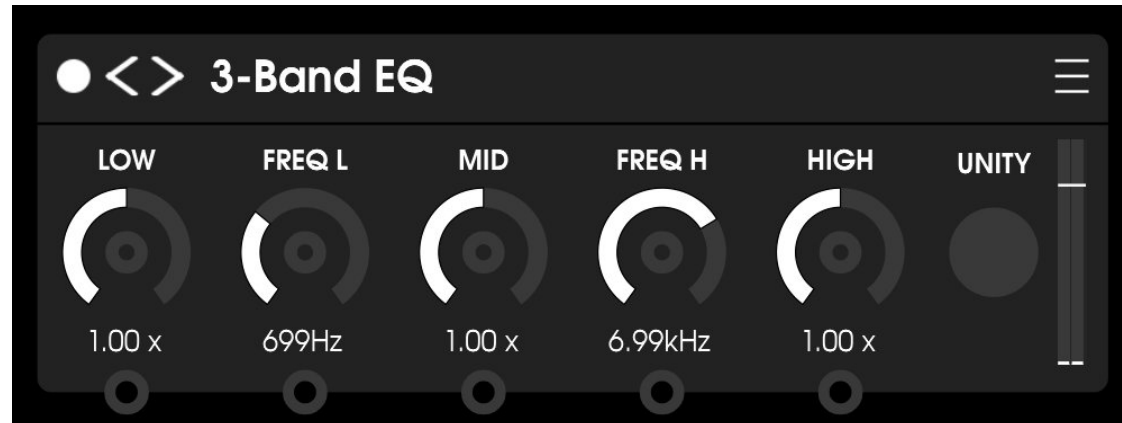 3-Band EQ
LOW FREQ L MID FREQ H HIGH UNITY
1.00 x 699Hz 1.00 x 6.99kHz 1.00 x